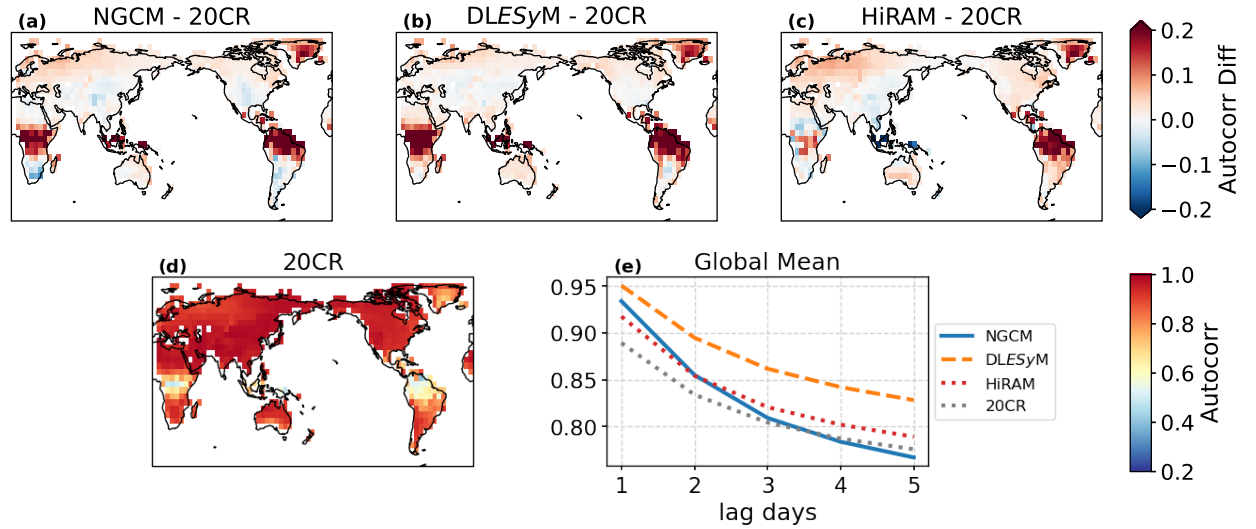 (a) NGCM - 20CR
(b) DLESyM - 20CR
(c) HiRAM - 20CR
0.2
0.1
0.0
−0.1
−0.2
Autocorr Diff
(d) 20CR
(e) Global Mean
0.95
0.90
0.85
0.80
1 2 3 4 5
lag days
NGCM
DLESyM
HiRAM
20CR
1.0
0.8
0.6
0.4
0.2
Autocorr